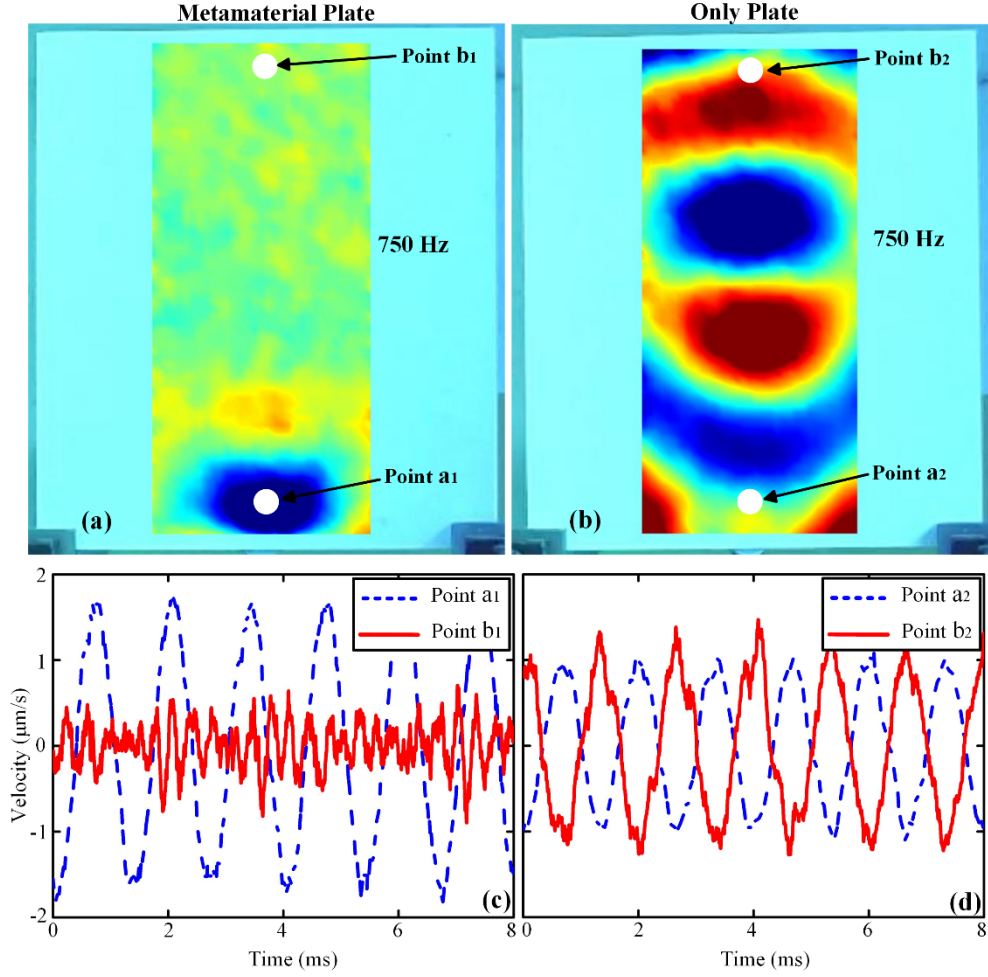 Metamaterial Plate
Only Plate
Point b1
Point b2
750 Hz
750 Hz
Point a1
Point a2
(a)
(b)
2
1
0
-1
-2
Velocity (μm/s)
Point a1
Point b1
(c)
0 2 4 6 8
Time (ms)
Point a2
Point b2
(d)
0 2 4 6 8
Time (ms)